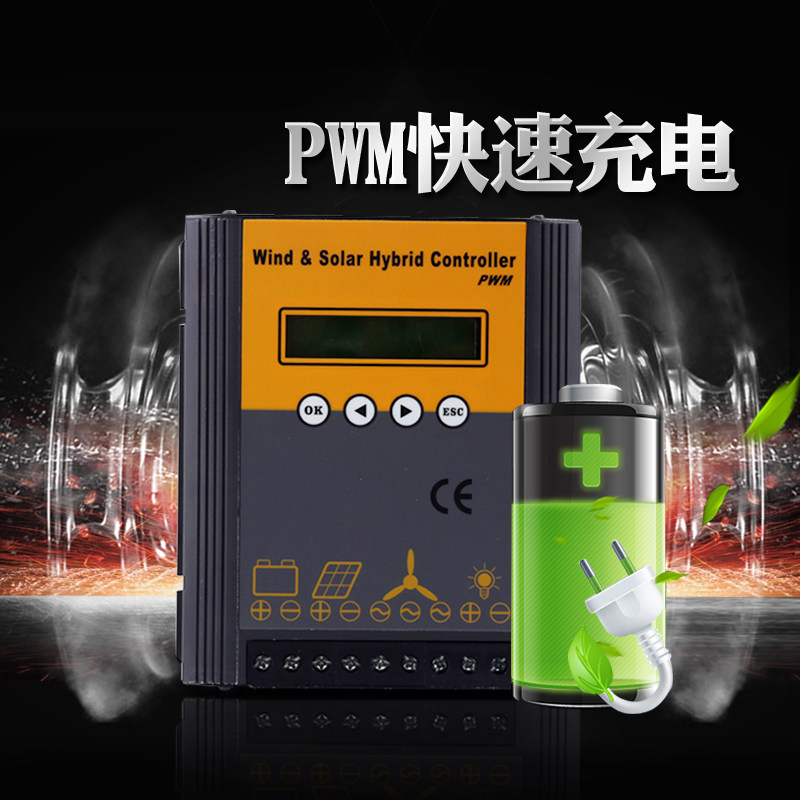 PWM快速充电
Wind & Solar Hybrid Controller
PWM
OK
ESC
CE